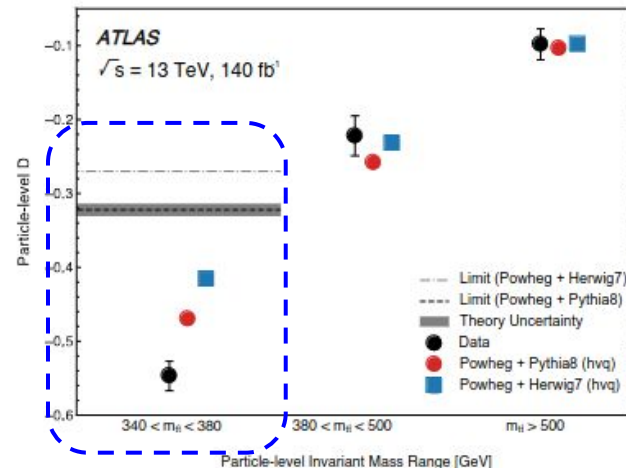 ATLAS
√s = 13 TeV, 140 fb⁻¹
−0.1
−0.2
−0.3
−0.4
−0.5
−0.6
Particle-level D
Limit (Powheg + Herwig7)
Limit (Powheg + Pythia8)
Theory Uncertainty
Data
Powheg + Pythia8 (hvq)
Powheg + Herwig7 (hvq)
340 < mtt̄ < 380
380 < mtt̄ < 500
mtt̄ > 500
Particle-level Invariant Mass Range [GeV]